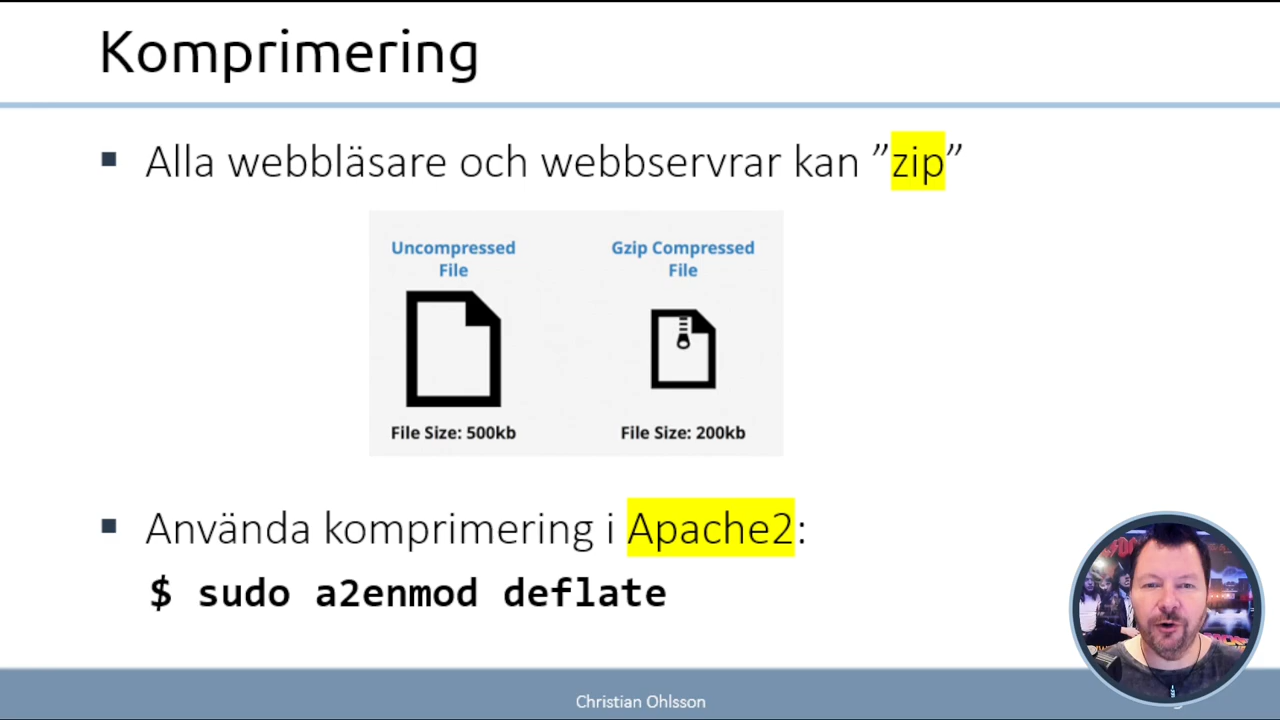 Komprimering
▪ Alla webbläsare och webbservrar kan ”zip”
Uncompressed
File
Gzip Compressed
File
File Size: 500kb
File Size: 200kb
▪ Använda komprimering i Apache2:
$ sudo a2enmod deflate
Christian Ohlsson